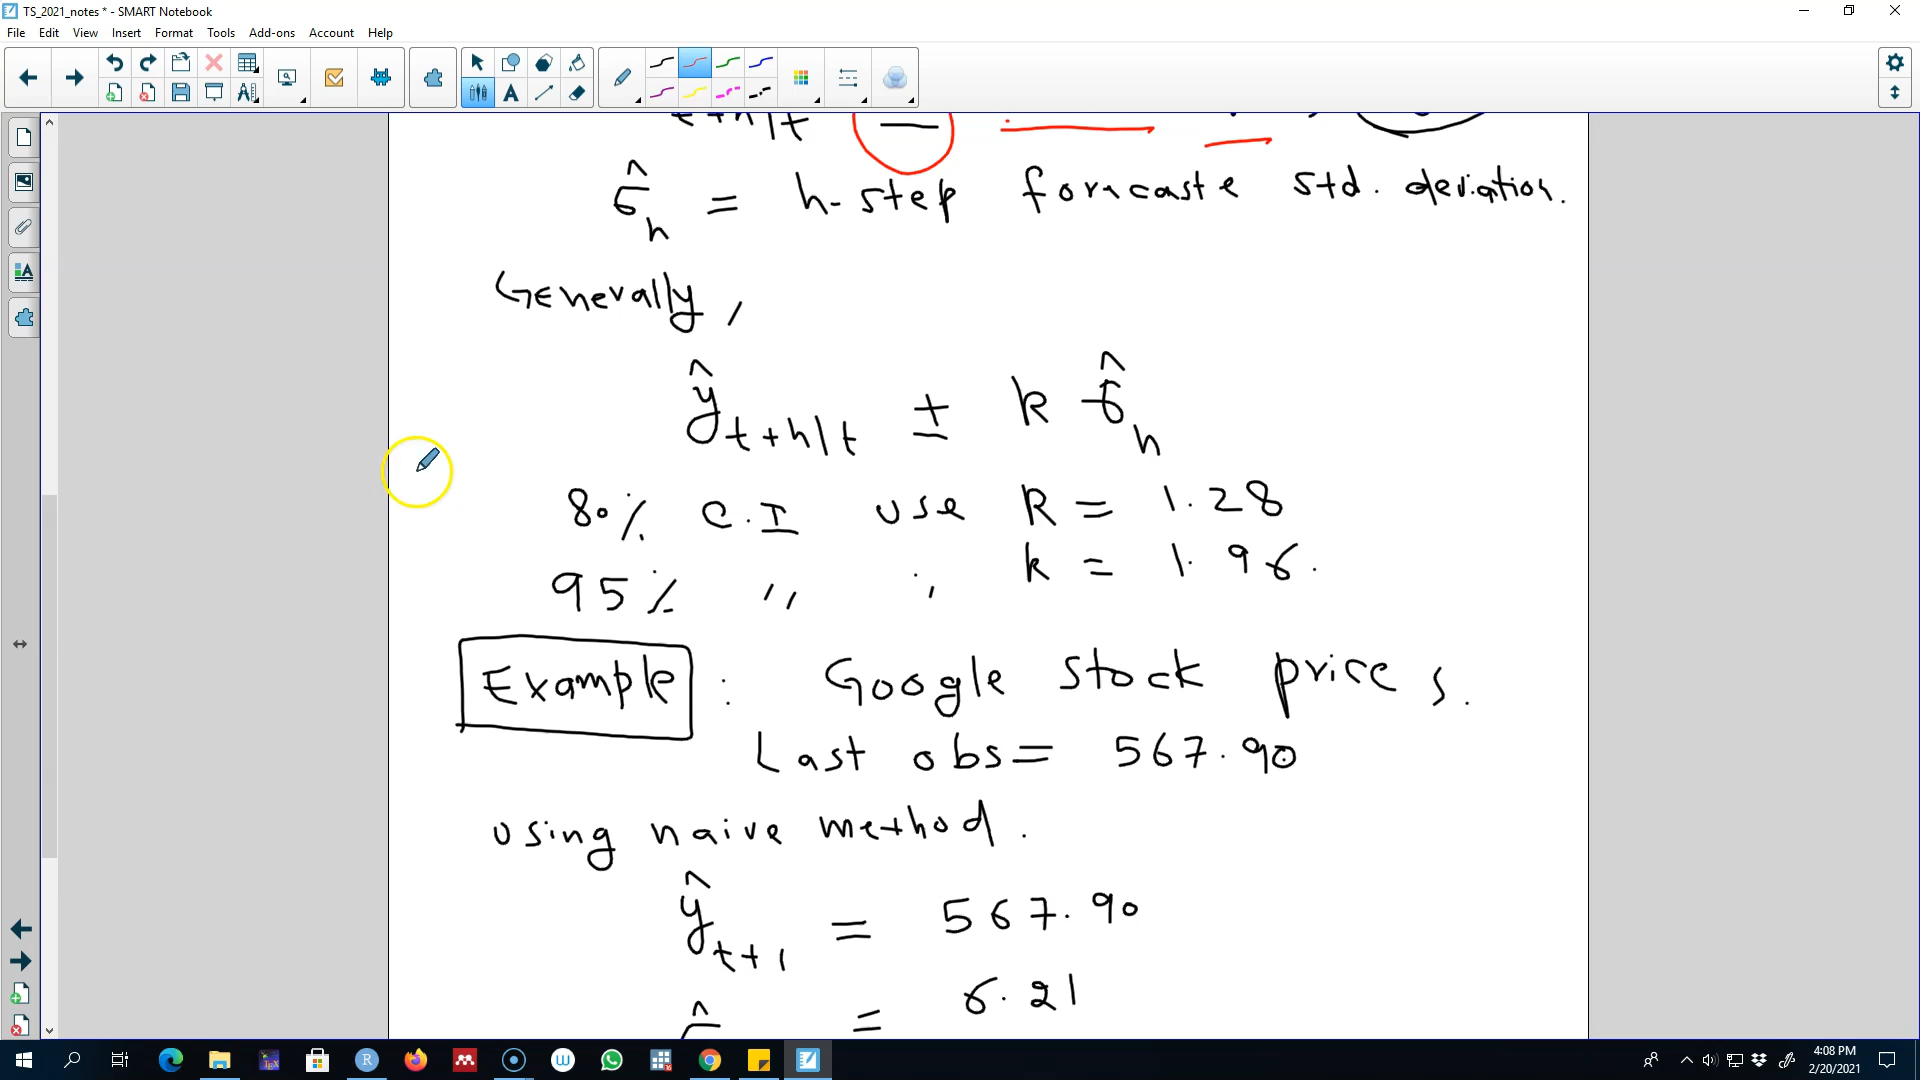 TS_2021_notes * - SMART Notebook
File Edit View Insert Format Tools Add-ons Account Help
t+h|t
σ̂h = h-step forecaste std. deviation.
Generally,
ŷt+h|t ± k σ̂h
80% C.I use k = 1.28
95% " " k = 1.96.
Example : Google stock prices.
Last obs = 567.90
using naive method.
ŷt+1 = 567.90
= 6.21
4:08 PM
2/20/2021